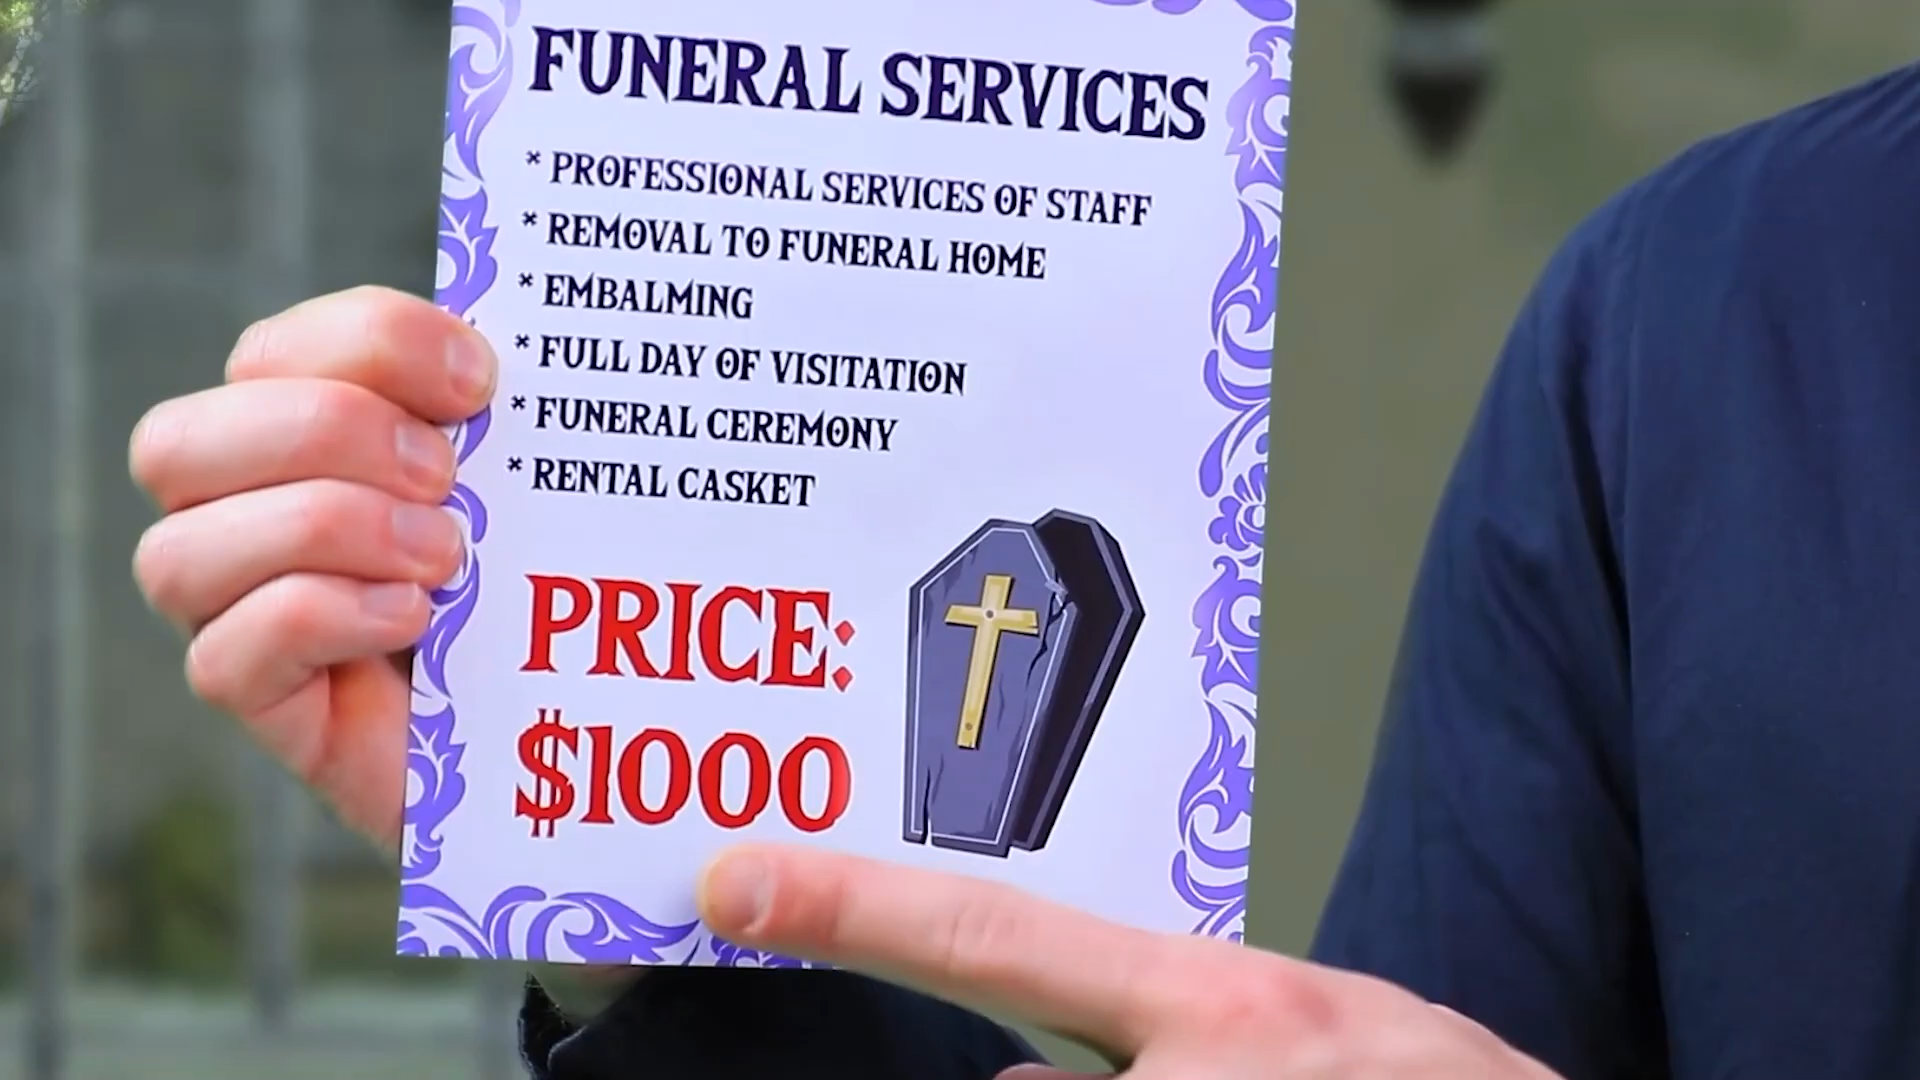 FUNERAL SERVICES
* PROFESSIONAL SERVICES OF STAFF
* REMOVAL TO FUNERAL HOME
* EMBALMING
* FULL DAY OF VISITATION
* FUNERAL CEREMONY
* RENTAL CASKET
PRICE:
$1000